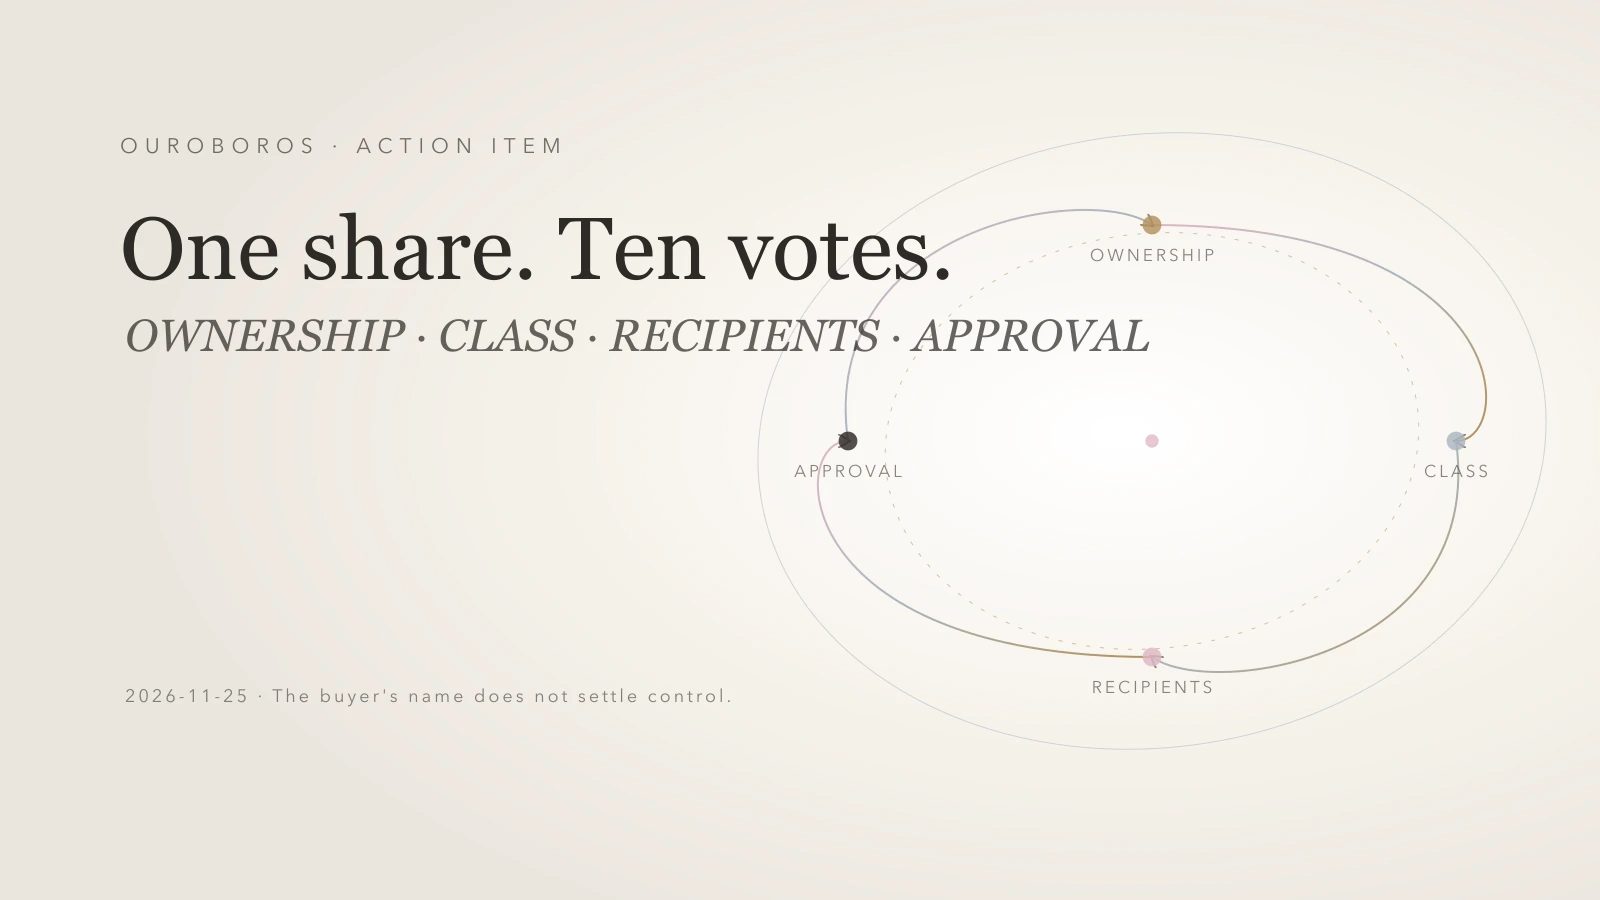 OUROBOROS · ACTION ITEM
One share. Ten votes.
OWNERSHIP · CLASS · RECIPIENTS · APPROVAL
OWNERSHIP
APPROVAL
CLASS
RECIPIENTS
2026-11-25 · The buyer's name does not settle control.